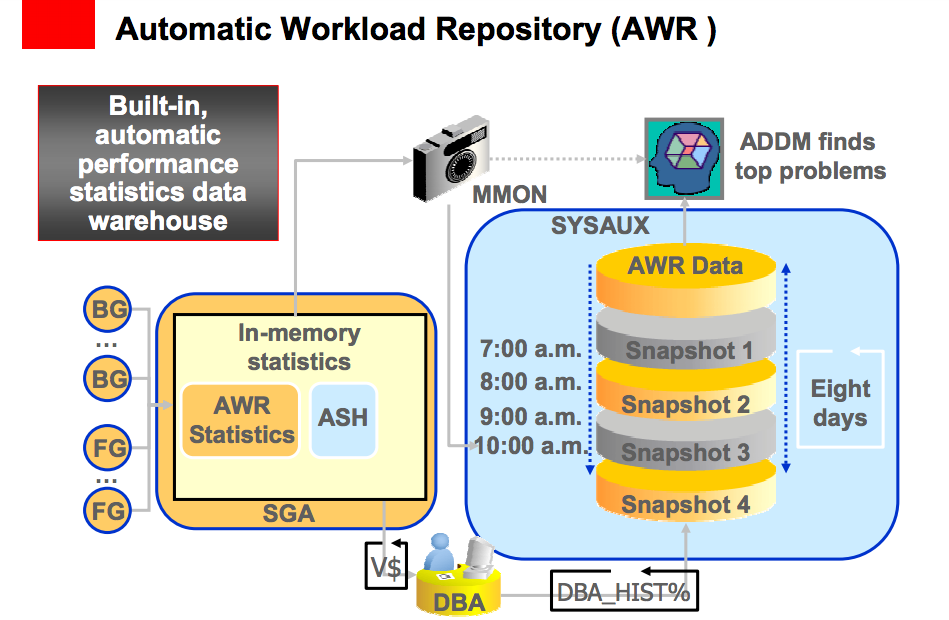 Automatic Workload Repository (AWR )
Built-in,
automatic
performance
statistics data
warehouse
MMON
ADDM finds
top problems
SYSAUX
AWR Data
BG
...
BG
FG
...
FG
In-memory
statistics
AWR
Statistics
ASH
SGA
7:00 a.m.
8:00 a.m.
9:00 a.m.
10:00 a.m.
Snapshot 1
Snapshot 2
Snapshot 3
Snapshot 4
Eight
days
V$
DBA
DBA_HIST%